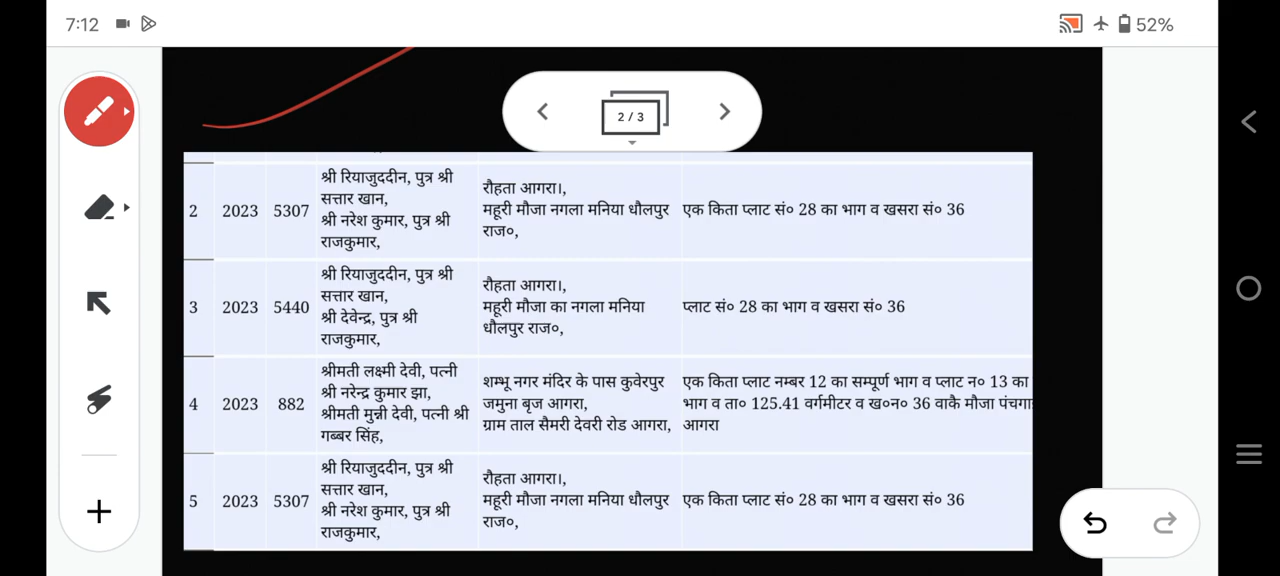 7:12
52%
2 / 3
2 2023 5307 श्री रियाजुददीन, पुत्र श्री सत्तार खान, श्री नरेश कुमार, पुत्र श्री राजकुमार, रौहता आगरा।, महूरी मौजा नगला मनिया धौलपुर राज०, एक किता प्लाट सं० 28 का भाग व खसरा सं० 36
3 2023 5440 श्री रियाजुददीन, पुत्र श्री सत्तार खान, श्री देवेन्द्र, पुत्र श्री राजकुमार, रौहता आगरा।, महूरी मौजा का नगला मनिया धौलपुर राज०, प्लाट सं० 28 का भाग व खसरा सं० 36
4 2023 882 श्रीमती लक्ष्मी देवी, पत्नी श्री नरेन्द्र कुमार झा, श्रीमती मुन्नी देवी, पत्नी श्री गब्बर सिंह, शम्भू नगर मंदिर के पास कुवेरपुर जमुना बृज आगरा, ग्राम ताल सैमरी देवरी रोड आगरा, एक किता प्लाट नम्बर 12 का सम्पूर्ण भाग व प्लाट न० 13 का भाग व ता० 125.41 वर्गमीटर व ख०न० 36 वाकै मौजा आगरा
5 2023 5307 श्री रियाजुददीन, पुत्र श्री सत्तार खान, श्री नरेश कुमार, पुत्र श्री राजकुमार, रौहता आगरा।, महूरी मौजा नगला मनिया धौलपुर राज०, एक किता प्लाट सं० 28 का भाग व खसरा सं० 36